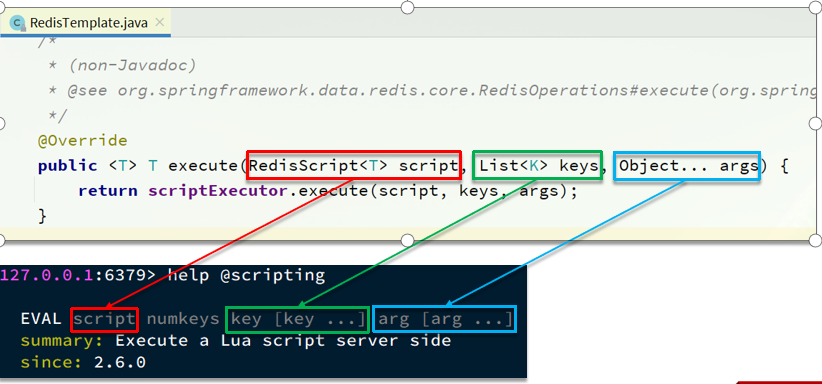 RedisTemplate.java
/*
* (non-Javadoc)
* @see org.springframework.data.redis.core.RedisOperations#execute(org.spring
*/
@Override
public <T> T execute(RedisScript<T> script, List<K> keys, Object... args) {
return scriptExecutor.execute(script, keys, args);
}
127.0.0.1:6379> help @scripting
EVAL script numkeys key [key ...] arg [arg ...]
summary: Execute a Lua script server side
since: 2.6.0